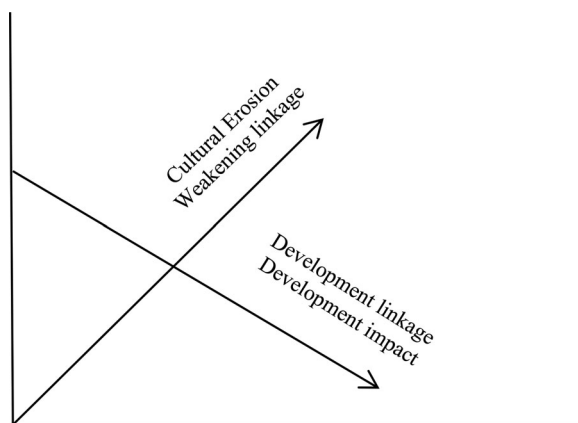 Cultural Erosion
Weakening linkage
Development linkage
Development impact